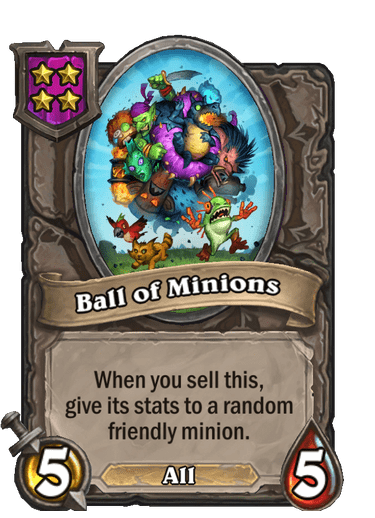 Ball of Minions
When you sell this,
give its stats to a random
friendly minion.
5
All
5